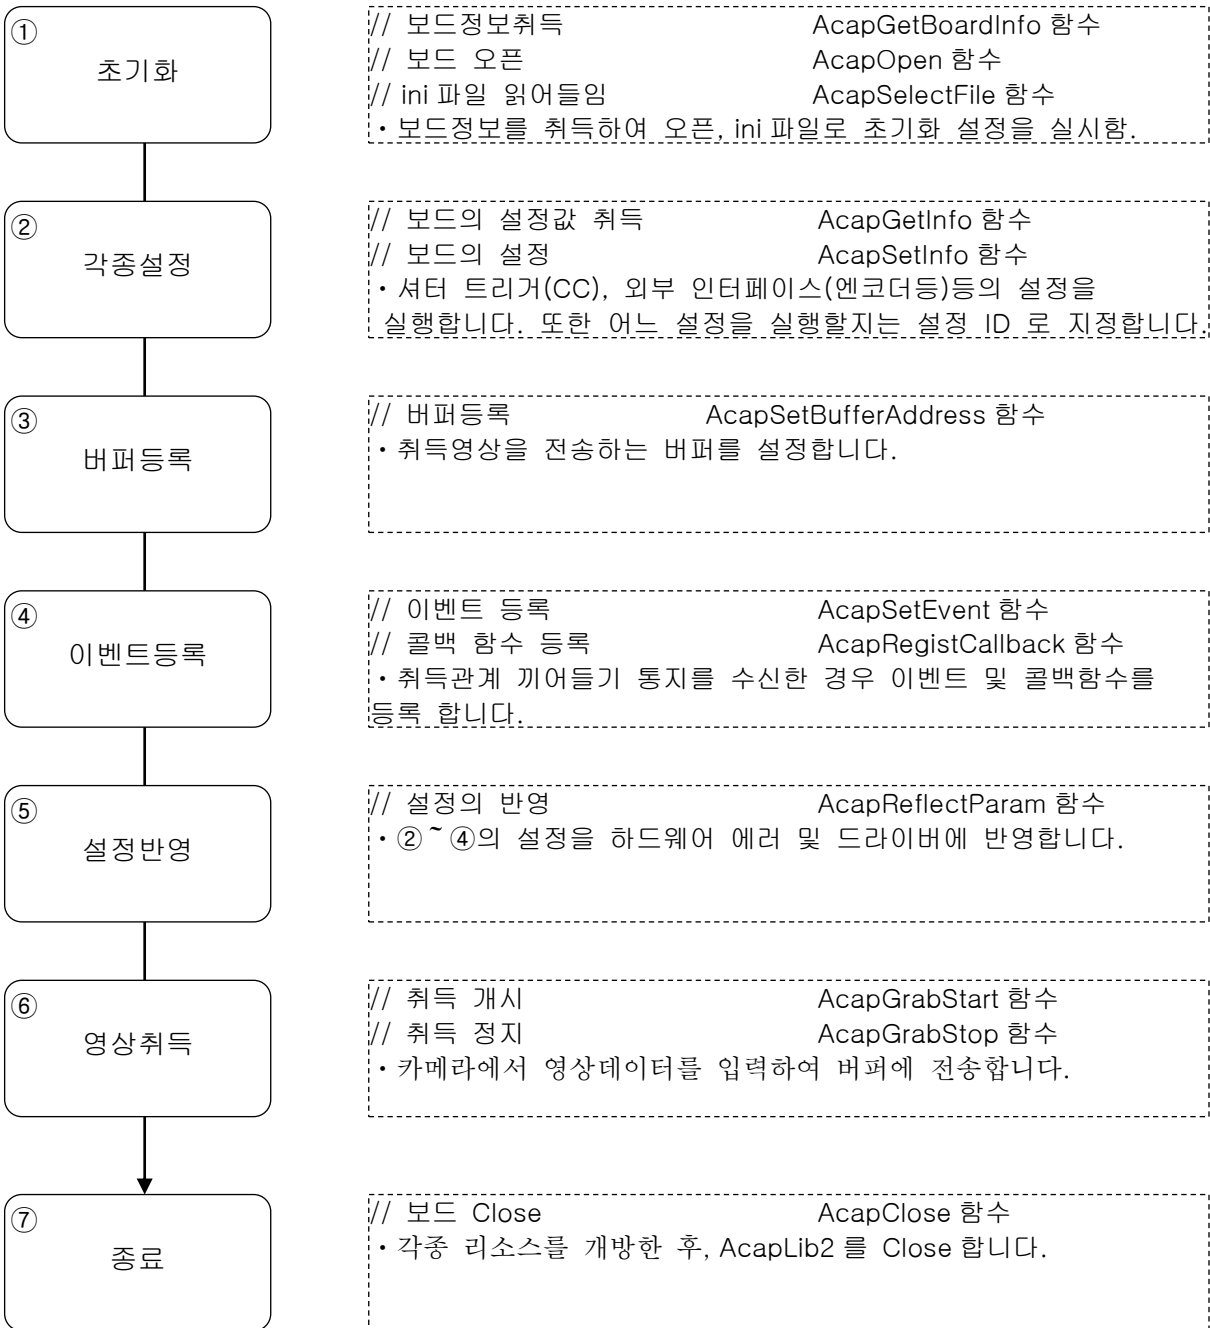 ①
초기화
// 보드정보취득 AcapGetBoardInfo 함수
// 보드 오픈 AcapOpen 함수
// ini 파일 읽어들임 AcapSelectFile 함수
・보드정보를 취득하여 오픈, ini 파일로 초기화 설정을 실시함.
②
각종설정
// 보드의 설정값 취득 AcapGetInfo 함수
// 보드의 설정 AcapSetInfo 함수
・셔터 트리거(CC), 외부 인터페이스(엔코더등)등의 설정을
실행합니다. 또한 어느 설정을 실행할지는 설정 ID 로 지정합니다.
③
버퍼등록
// 버퍼등록 AcapSetBufferAddress 함수
・취득영상을 전송하는 버퍼를 설정합니다.
④
이벤트등록
// 이벤트 등록 AcapSetEvent 함수
// 콜백 함수 등록 AcapRegistCallback 함수
・취득관계 끼어들기 통지를 수신한 경우 이벤트 및 콜백함수를
등록 합니다.
⑤
설정반영
// 설정의 반영 AcapReflectParam 함수
・②~④의 설정을 하드웨어 에러 및 드라이버에 반영합니다.
⑥
영상취득
// 취득 개시 AcapGrabStart 함수
// 취득 정지 AcapGrabStop 함수
・카메라에서 영상데이터를 입력하여 버퍼에 전송합니다.
⑦
종료
// 보드 Close AcapClose 함수
・각종 리소스를 개방한 후, AcapLib2 를 Close 합니다.